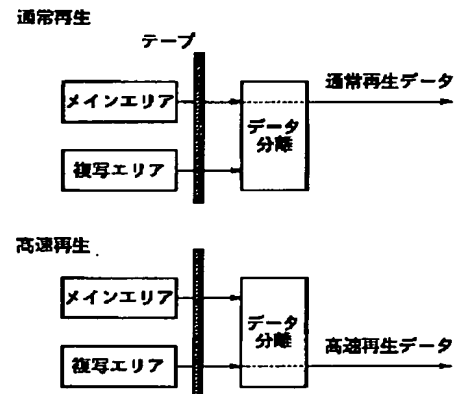 通常再生
テープ
メインエリア
複写エリア
データ
分離
通常再生データ
高速再生
メインエリア
複写エリア
データ
分離
高速再生データ